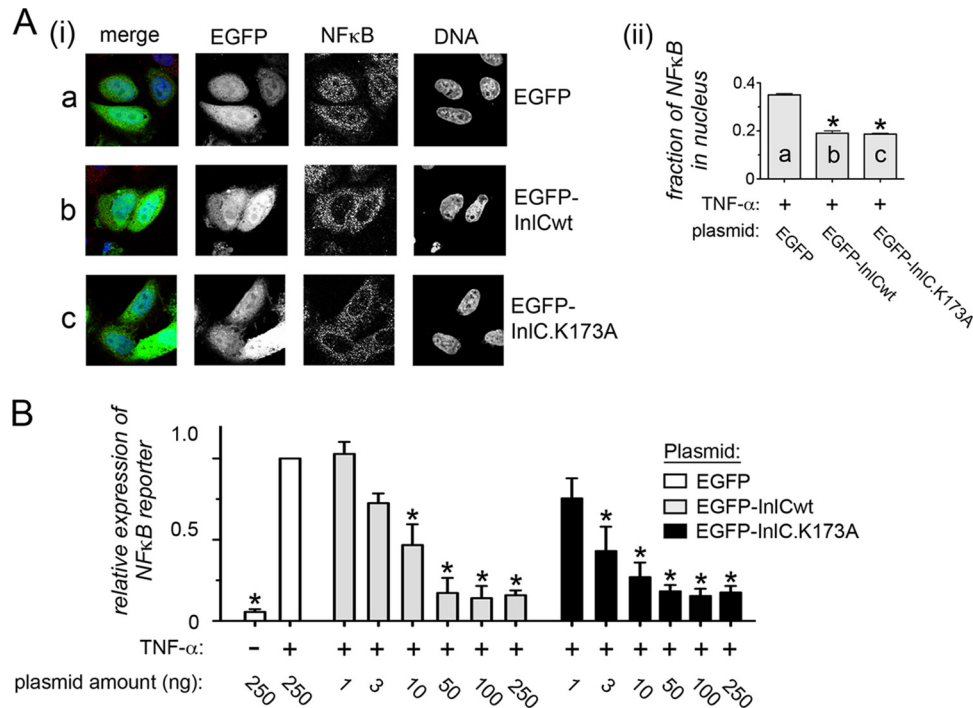 A (i)
merge EGFP NFκB DNA
a EGFP
b EGFP-
InlCwt
c EGFP-
InlC.K173A
(ii)
fraction of NFκB
in nucleus
0.4
0.2
0
* *
a b c
TNF-α: + + +
plasmid: EGFP EGFP-InlCwt EGFP-InlC.K173A
B
relative expression of
NFκB reporter
1.0
0.5
0
* * * * * * * * * *
Plasmid:
EGFP
EGFP-InlCwt
EGFP-InlC.K173A
TNF-α: - + + + + + + + + + + + + +
plasmid amount (ng): 250 250 1 3 10 50 100 250 1 3 10 50 100 250